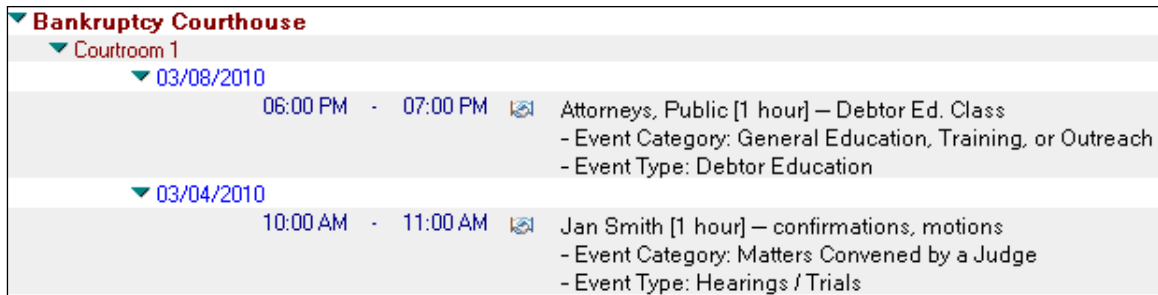 Bankruptcy Courthouse
Courtroom 1
03/08/2010
06:00 PM - 07:00 PM Attorneys, Public [1 hour] — Debtor Ed. Class
- Event Category: General Education, Training, or Outreach
- Event Type: Debtor Education
03/04/2010
10:00 AM - 11:00 AM Jan Smith [1 hour] — confirmations, motions
- Event Category: Matters Convened by a Judge
- Event Type: Hearings / Trials